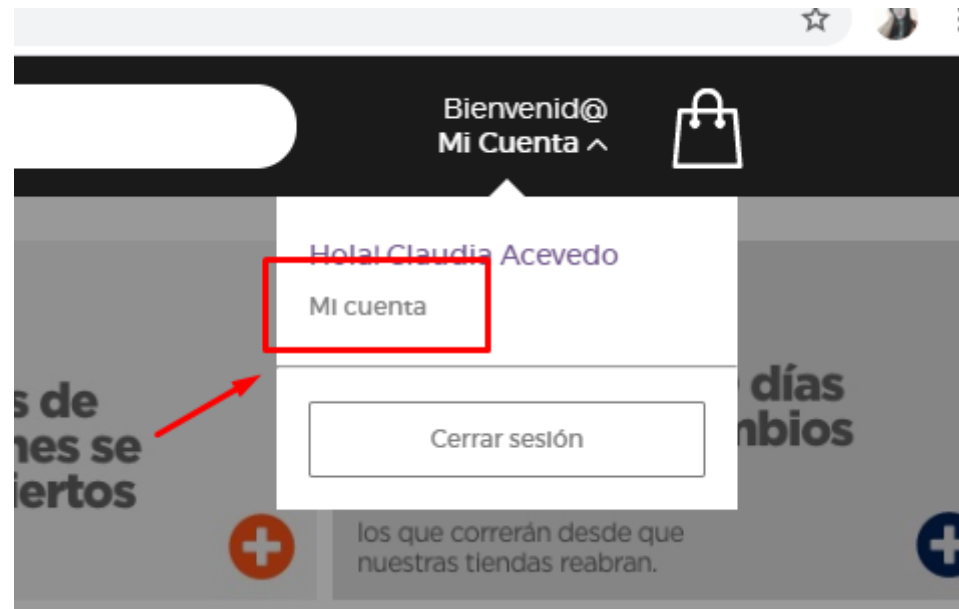 Bienvenid@
Mi Cuenta
Hola! Claudia Acevedo
Mi cuenta
Cerrar sesión
s de
nes se
iertos
días
mbios
los que correrán desde que
nuestras tiendas reabran.